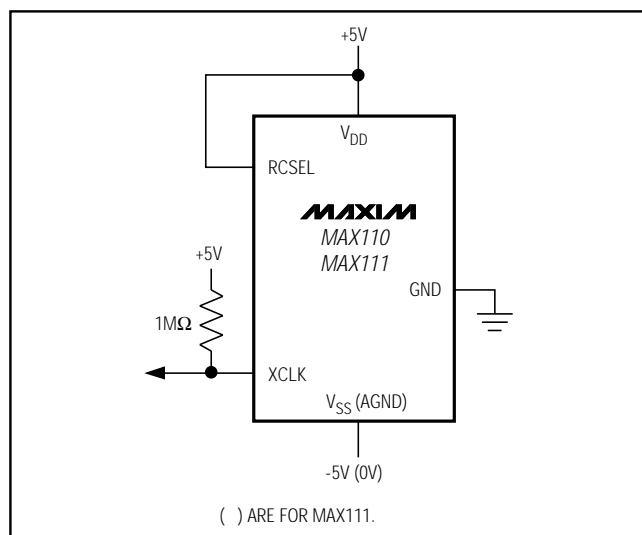 +5V
V_DD
RCSEL
MAXIM
MAX110
MAX111
+5V
GND
1MΩ
XCLK
V_SS (AGND)
-5V (0V)
( ) ARE FOR MAX111.